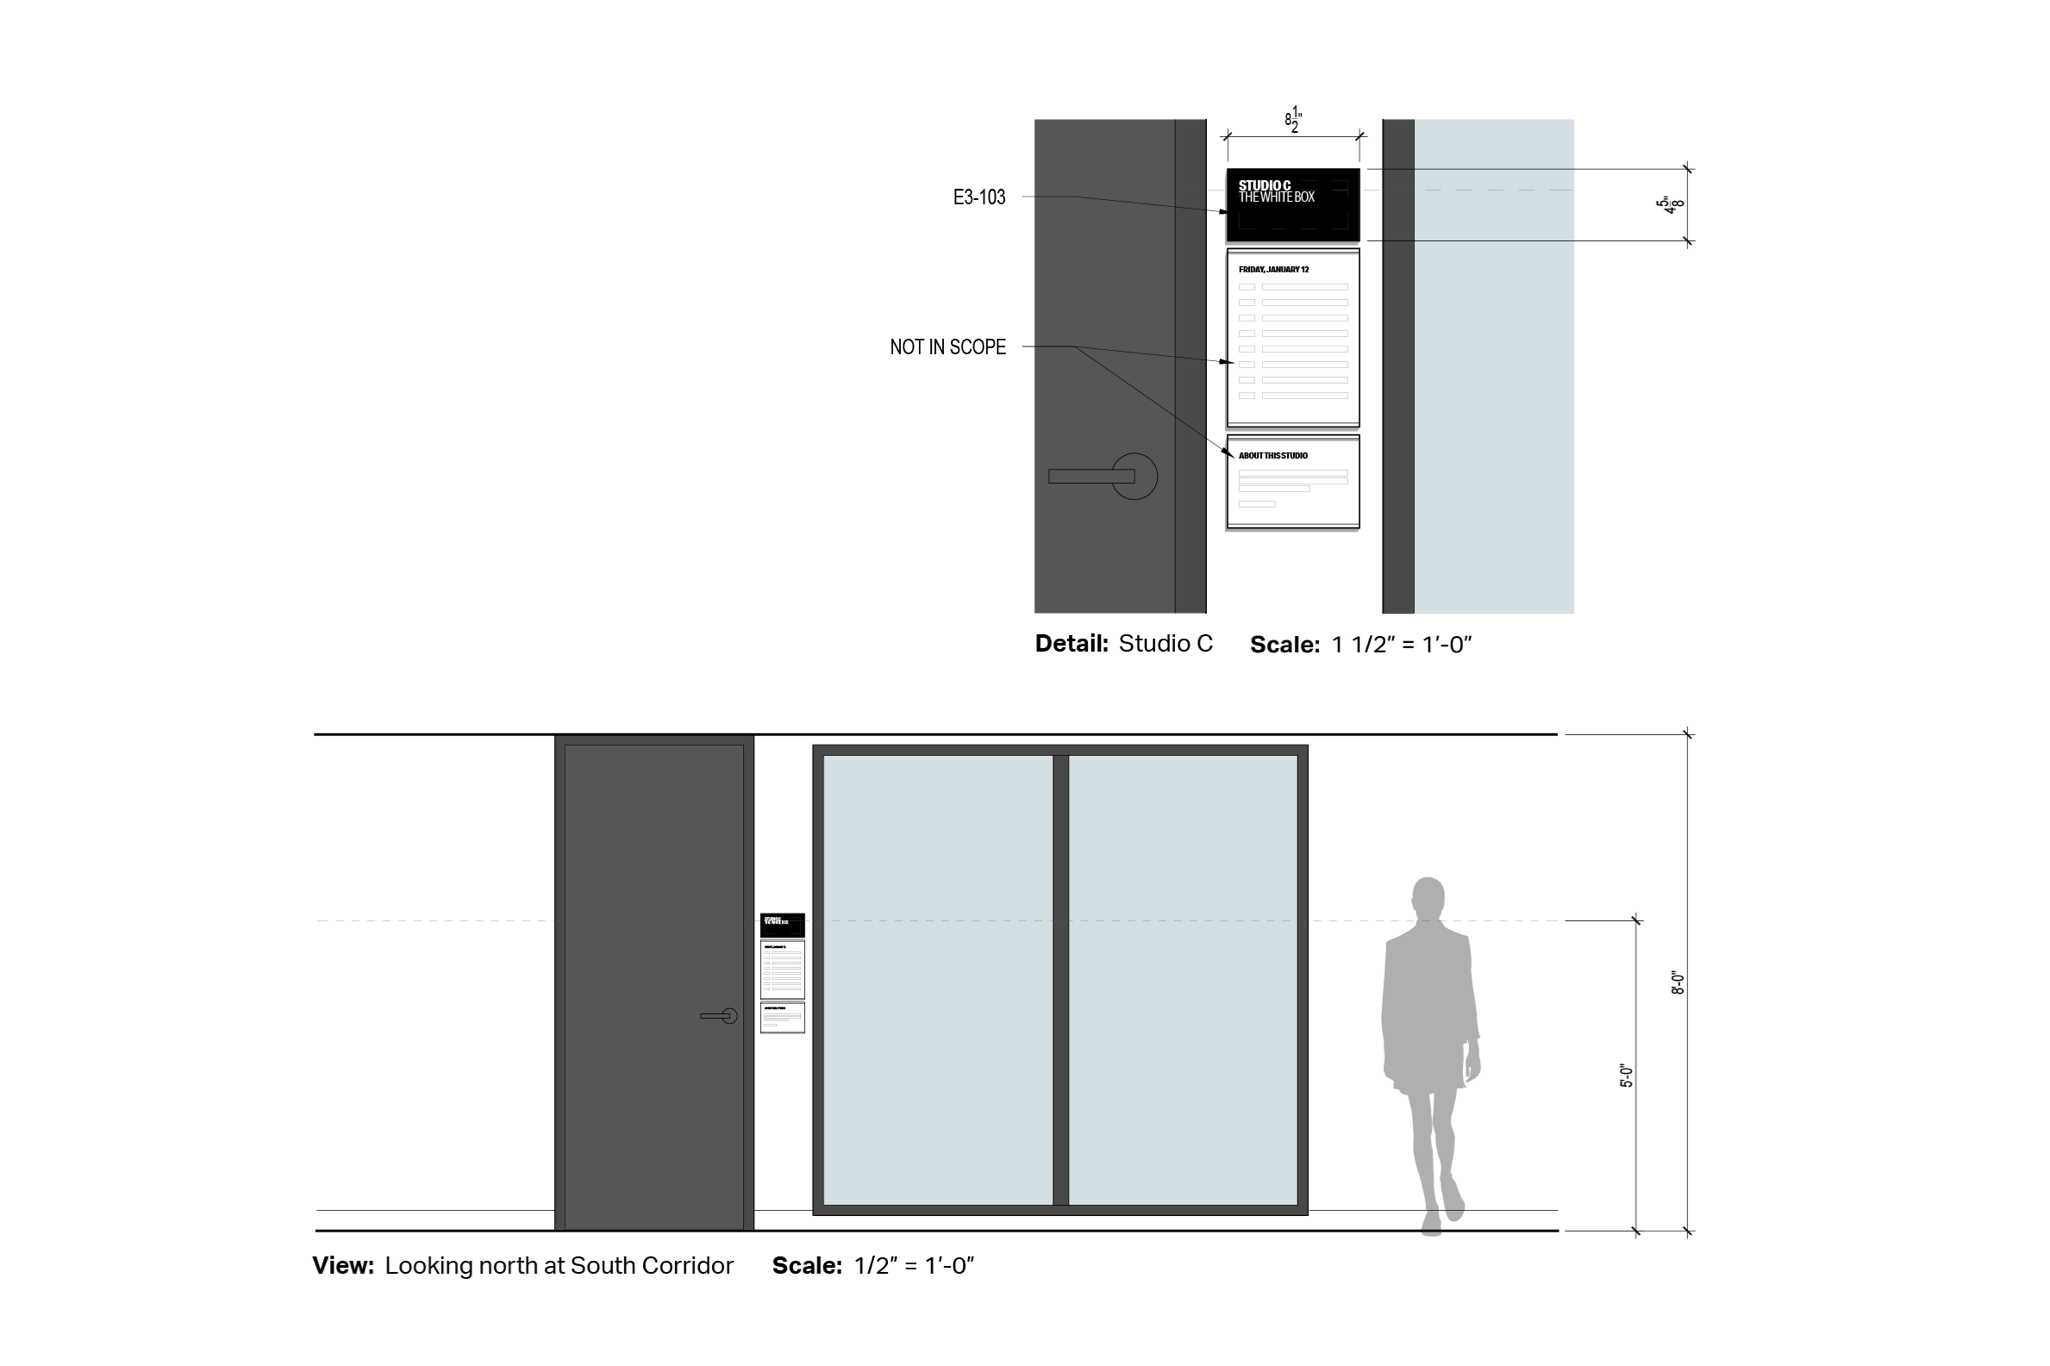 8 1/2"
E3-103
STUDIO C
THE WHITE BOX
4 5/8"
FRIDAY, JANUARY 12
NOT IN SCOPE
ABOUT THIS STUDIO
Detail: Studio C Scale: 1 1/2" = 1'-0"
8'-0"
5'-0"
View: Looking north at South Corridor Scale: 1/2" = 1'-0"